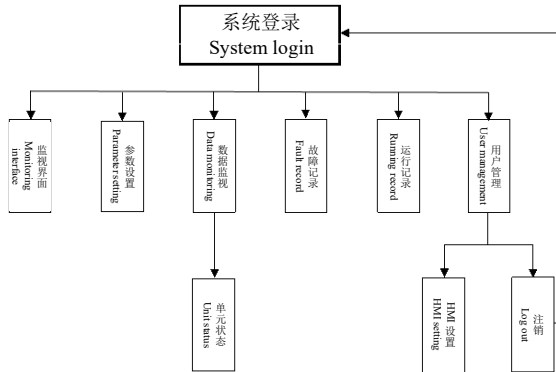 系统登录
System login
监视界面
Monitoring
interface
参数设置
Parameter setting
数据监视
Data monitoring
故障记录
Fault record
运行记录
Running record
用户管理
User management
单元状态
Unit status
HMI 设置
HMI setting
注销
Log out